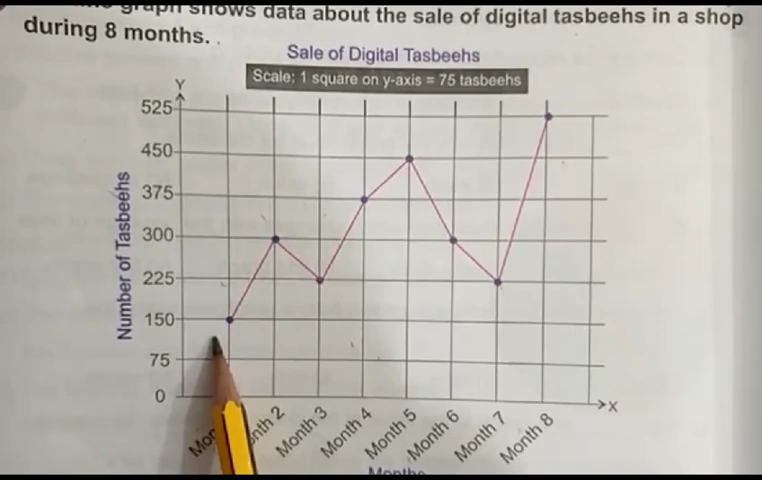 graph shows data about the sale of digital tasbeehs in a shop
during 8 months.
Sale of Digital Tasbeehs
Scale: 1 square on y-axis = 75 tasbeehs
Y
525
450
375
300
225
150
75
0
Number of Tasbeehs
X
Month 3
Month 4
Month 5
Month 6
Month 7
Month 8
Months